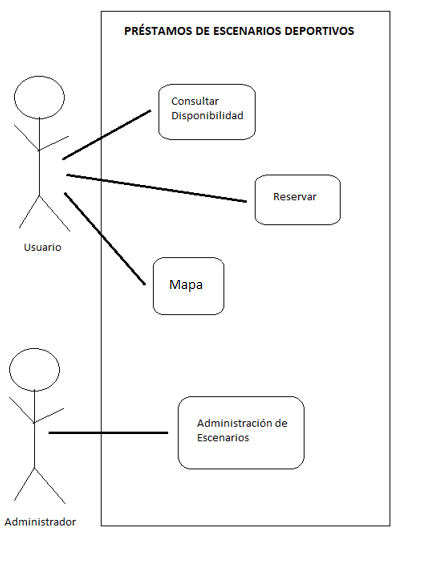 PRÉSTAMOS DE ESCENARIOS DEPORTIVOS
Consultar
Disponibilidad
Reservar
Usuario
Mapa
Administración de
Escenarios
Administrador